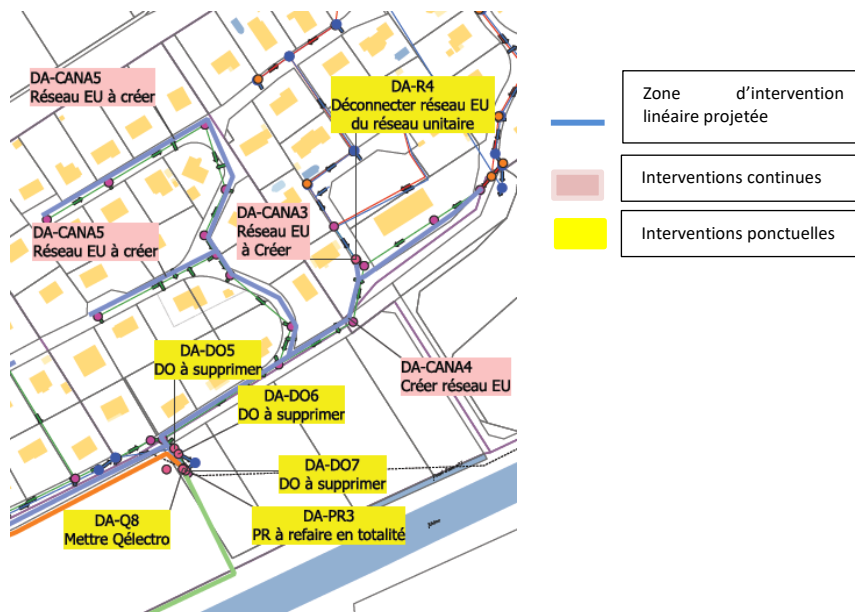 DA-CANA5
Réseau EU à créer
DA-R4
Déconnecter réseau EU
du réseau unitaire
DA-CANA5
Réseau EU à créer
DA-CANA3
Réseau EU
à Créer
DA-DO5
DO à supprimer
DA-CANA4
Créer réseau EU
DA-DO6
DO à supprimer
DA-DO7
DO à supprimer
DA-Q8
Mettre Qélectro
DA-PR3
PR à refaire en totalité
Zone d'intervention
linéaire projetée
Interventions continues
Interventions ponctuelles